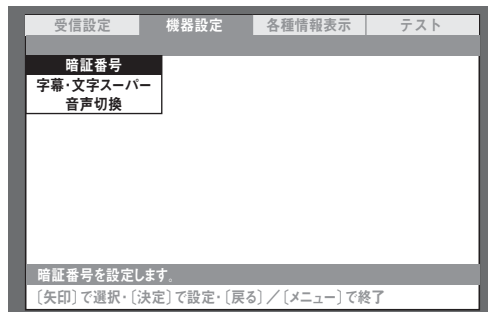 受信設定 機器設定 各種情報表示 テスト
暗証番号
字幕･文字スーパー
音声切換
暗証番号を設定します。
〔矢印〕で選択･〔決定〕で設定･〔戻る〕／〔メニュー〕で終了